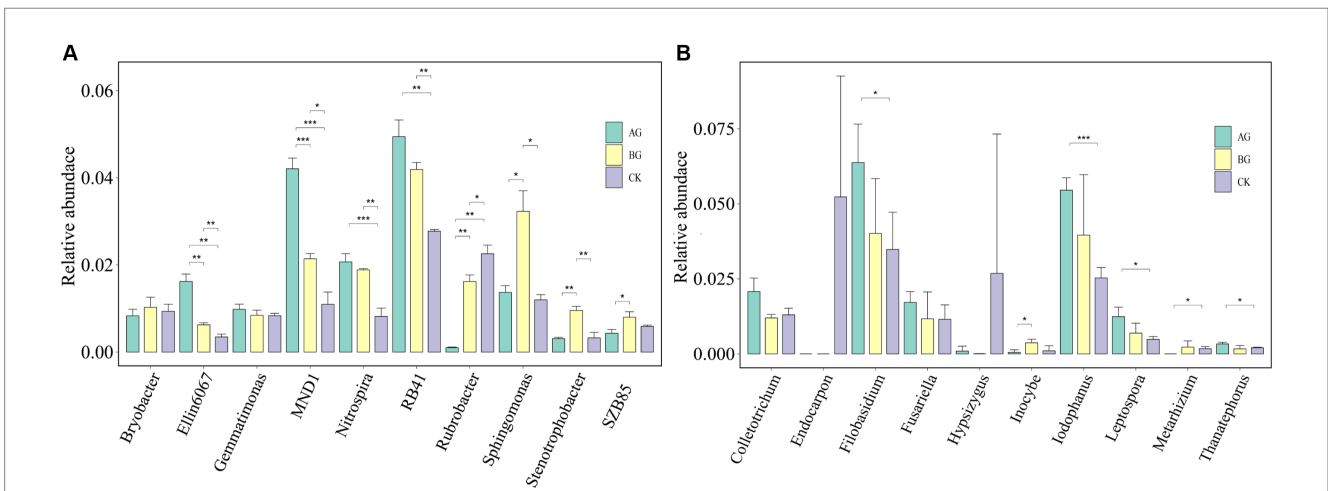 A
Relative abundace
0.06
0.04
0.02
0.00
**
**
**
***
***
*
***
**
**
**
**
**
*
*
*
**
**
*
AG
BG
CK
Bryobacter
Ellin6067
Gemmatimonas
MND1
Nitrospira
RB41
Rubrobacter
Sphingomonas
Stenotrophobacter
SZB85
B
Relative abundance
0.075
0.050
0.025
0.000
*
*
***
*
*
*
AG
BG
CK
Colletotrichum
Endocarpon
Filobasidium
Fusariella
Hypsizygus
Inocybe
Iodophanus
Leptospora
Metarhizium
Thanatephorus